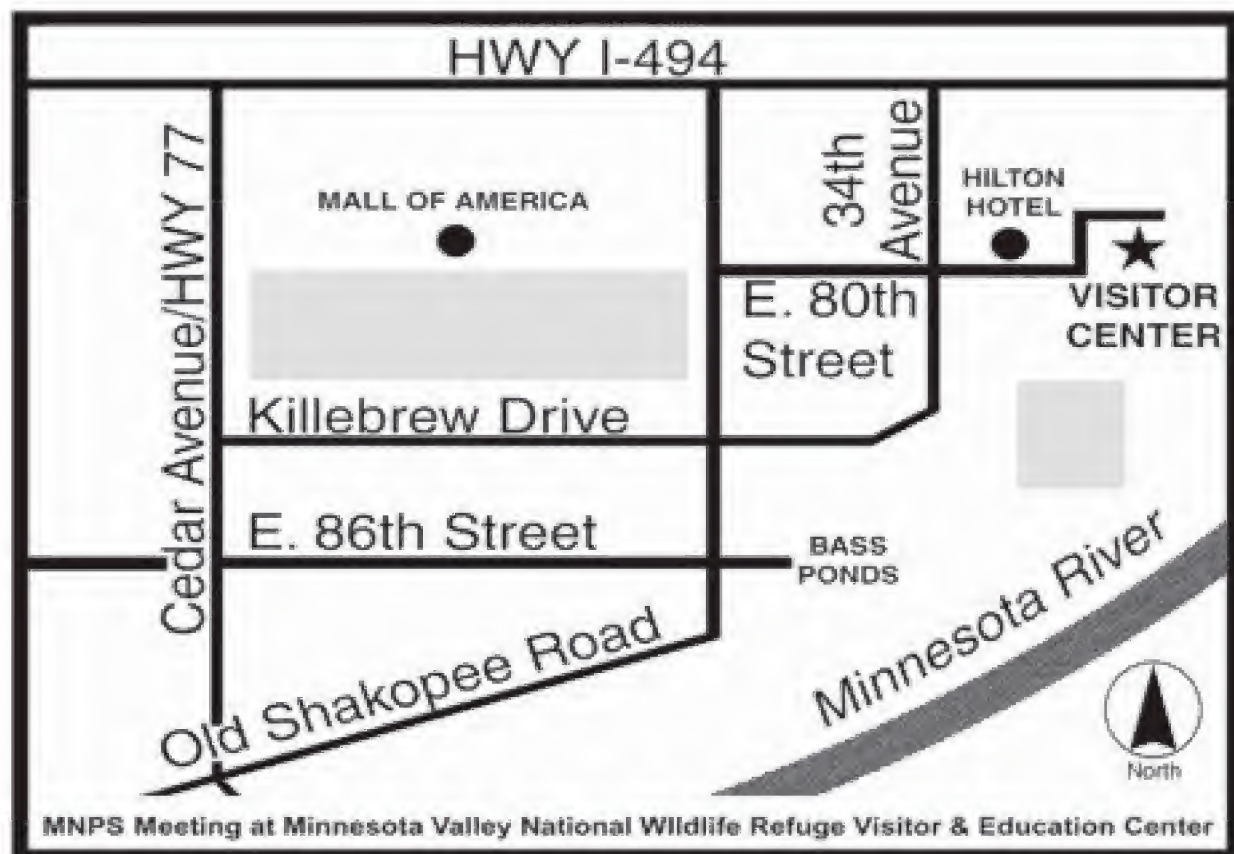 HWY I-494
Cedar Avenue/HWY 77
MALL OF AMERICA
34th
Avenue
HILTON
HOTEL
VISITOR
CENTER
E. 80th
Street
Killebrew Drive
E. 86th Street
BASS
PONDS
Old Shakopee Road
Minnesota River
North
MNPS Meeting at Minnesota Valley National Wildlife Refuge Visitor & Education Center